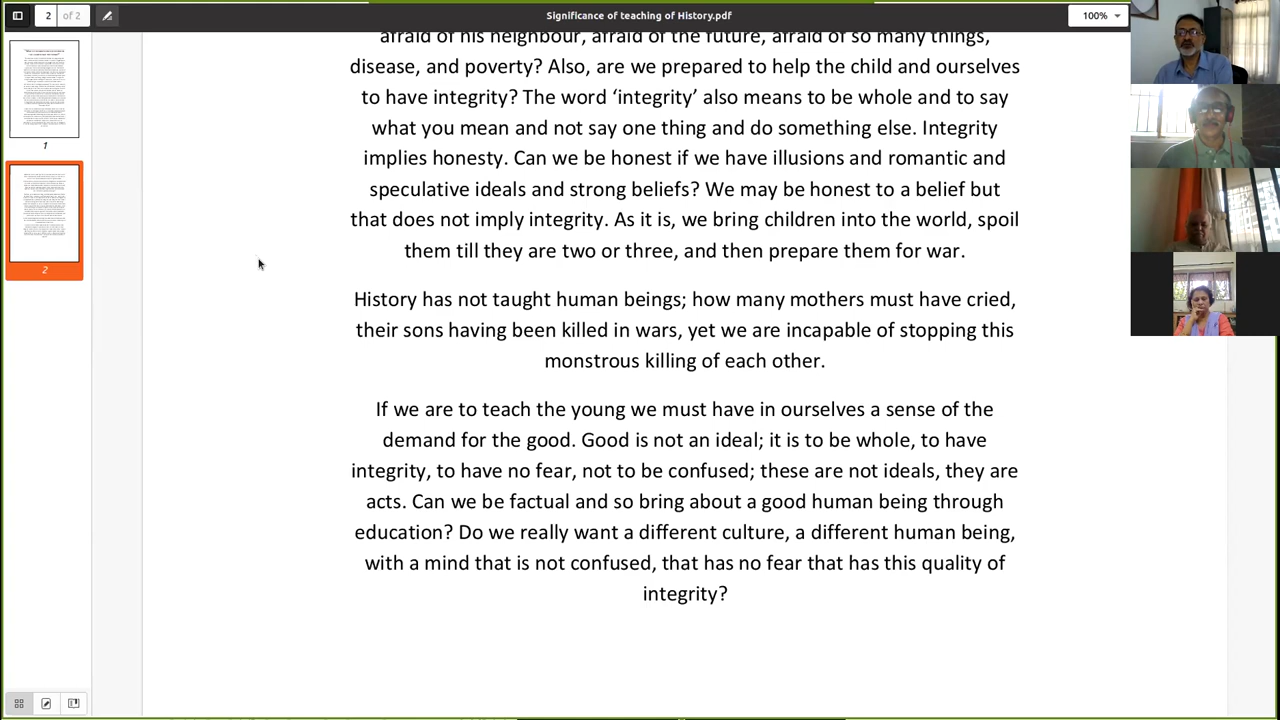 2 of 2
Significance of teaching of History.pdf
100%
afraid of his neighbour, afraid of the future, afraid of so many things,
disease, and poverty? Also, are we prepared to help the child and ourselves
to have integrity? The word ‘integrity’ also means to be whole and to say
what you mean and not say one thing and do something else. Integrity
implies honesty. Can we be honest if we have illusions and romantic and
speculative ideals and strong beliefs? We may be honest to a belief but
that does not imply integrity. As it is, we bring children into the world, spoil
them till they are two or three, and then prepare them for war.
History has not taught human beings; how many mothers must have cried,
their sons having been killed in wars, yet we are incapable of stopping this
monstrous killing of each other.
If we are to teach the young we must have in ourselves a sense of the
demand for the good. Good is not an ideal; it is to be whole, to have
integrity, to have no fear, not to be confused; these are not ideals, they are
acts. Can we be factual and so bring about a good human being through
education? Do we really want a different culture, a different human being,
with a mind that is not confused, that has no fear that has this quality of
integrity?
1
2